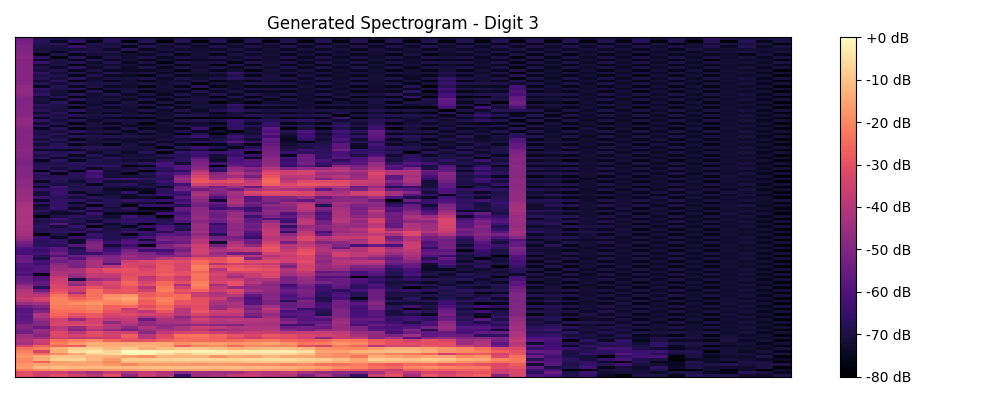 Generated Spectrogram - Digit 3
+0 dB
-10 dB
-20 dB
-30 dB
-40 dB
-50 dB
-60 dB
-70 dB
-80 dB